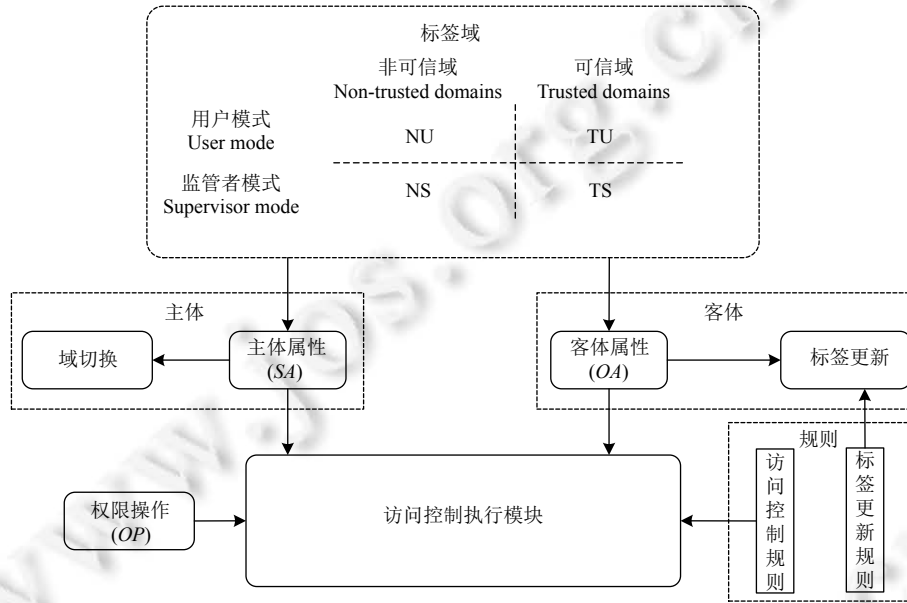 标签域
非可信域
Non-trusted domains
可信域
Trusted domains
用户模式
User mode
NU
TU
监管者模式
Supervisor mode
NS
TS
主体
客体
域切换
主体属性
(SA)
客体属性
(OA)
标签更新
规则
访问控制规则
标签更新规则
权限操作
(OP)
访问控制执行模块
www.jos.org.cn